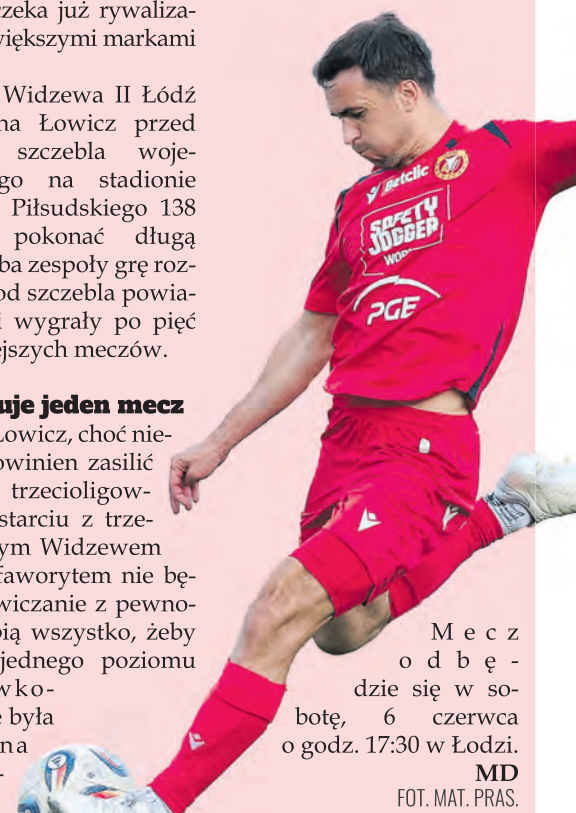 zeka już rywaliza-
większymi markami
Widzewa II Łódź
na Łowicz przed
szczebla woje-
go na stadionie
Piłsudskiego 138
pokonać długą
ba zespoły grę roz-
od szczebla powia-
i wygrały po pięć
ejszych meczów.
uje jeden mecz
Łowicz, choć nie-
owinien zasilić
trzecioligow-
starciu z trze-
ym Widzewem
faworytem nie bę-
wiczanie z pewno-
bią wszystko, żeby
jednego poziomu
wko-
e była
na
-
Betclic
SAFETY
JOGGER
WOR
PGE
Mecz
odbę-
dzie się w so-
botę, 6 czerwca
o godz. 17:30 w Łodzi.
MD
FOT. MAT. PRAS.